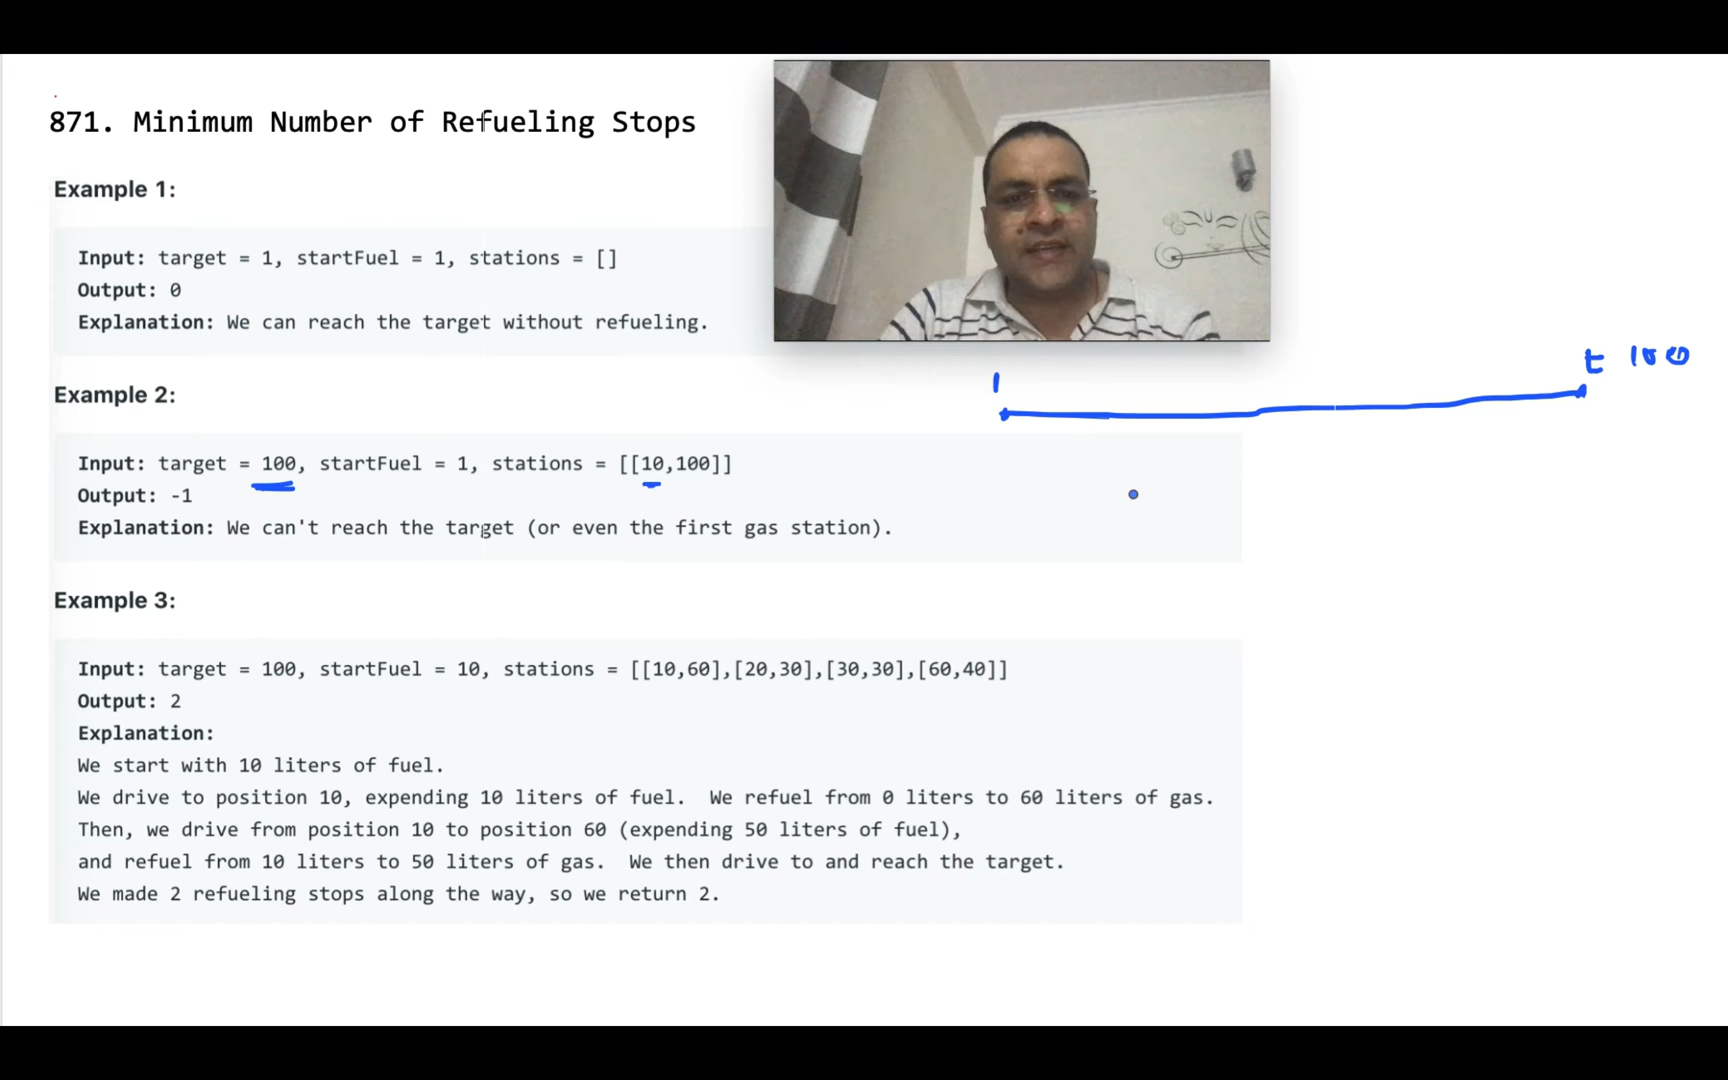 871. Minimum Number of Refueling Stops
Example 1:
Input: target = 1, startFuel = 1, stations = []
Output: 0
Explanation: We can reach the target without refueling.
1
t 100
Example 2:
Input: target = 100, startFuel = 1, stations = [[10,100]]
Output: -1
Explanation: We can't reach the target (or even the first gas station).
Example 3:
Input: target = 100, startFuel = 10, stations = [[10,60],[20,30],[30,30],[60,40]]
Output: 2
Explanation:
We start with 10 liters of fuel.
We drive to position 10, expending 10 liters of fuel.  We refuel from 0 liters to 60 liters of gas.
Then, we drive from position 10 to position 60 (expending 50 liters of fuel),
and refuel from 10 liters to 50 liters of gas.  We then drive to and reach the target.
We made 2 refueling stops along the way, so we return 2.